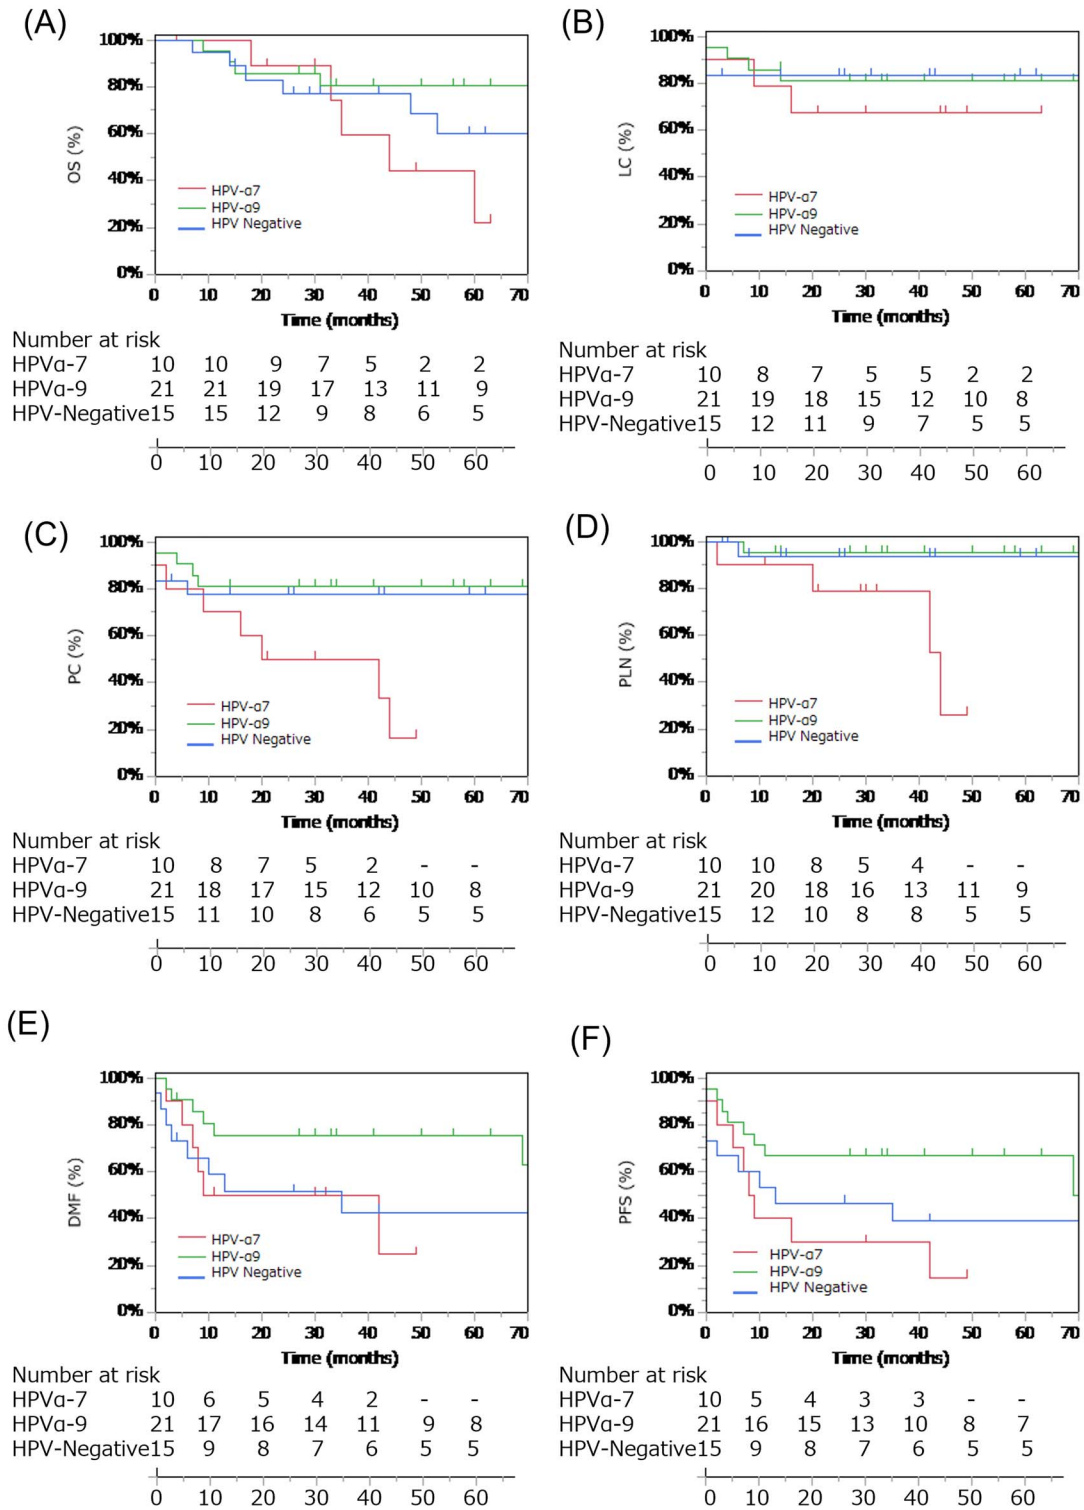 (A)
100%
80%
60%
40%
20%
0%
OS (%)
HPV-α7
HPV-α9
HPV Negative
0 10 20 30 40 50 60 70
Time (months)
Number at risk
HPVα-7 10 10 9 7 5 2 2
HPVα-9 21 21 19 17 13 11 9
HPV-Negative 15 15 12 9 8 6 5
0 10 20 30 40 50 60
(B)
100%
80%
60%
40%
20%
0%
LC (%)
HPV-α7
HPV-α9
HPV Negative
0 10 20 30 40 50 60 70
Time (months)
Number at risk
HPVα-7 10 8 7 5 5 2 2
HPVα-9 21 19 18 15 12 10 8
HPV-Negative 15 12 11 9 7 5 5
0 10 20 30 40 50 60
(C)
100%
80%
60%
40%
20%
0%
PC (%)
HPV-α7
HPV-α9
HPV Negative
0 10 20 30 40 50 60 70
Time (months)
Number at risk
HPVα-7 10 8 7 5 2 - -
HPVα-9 21 18 17 15 12 10 8
HPV-Negative 15 11 10 8 6 5 5
0 10 20 30 40 50 60
(D)
100%
80%
60%
40%
20%
0%
PLN (%)
HPV-α7
HPV-α9
HPV Negative
0 10 20 30 40 50 60 70
Time (months)
Number at risk
HPVα-7 10 10 8 5 4 - -
HPVα-9 21 20 18 16 13 11 9
HPV-Negative 15 12 10 8 8 5 5
0 10 20 30 40 50 60
(E)
100%
80%
60%
40%
20%
0%
DMF (%)
HPV-α7
HPV-α9
HPV Negative
0 10 20 30 40 50 60 70
Time (months)
Number at risk
HPVα-7 10 6 5 4 2 - -
HPVα-9 21 17 16 14 11 9 8
HPV-Negative 15 9 8 7 6 5 5
0 10 20 30 40 50 60
(F)
100%
80%
60%
40%
20%
0%
PFS (%)
HPV-α7
HPV-α9
HPV Negative
0 10 20 30 40 50 60 70
Time (months)
Number at risk
HPVα-7 10 5 4 3 3 - -
HPVα-9 21 16 15 13 10 8 7
HPV-Negative 15 9 8 7 6 5 5
0 10 20 30 40 50 60